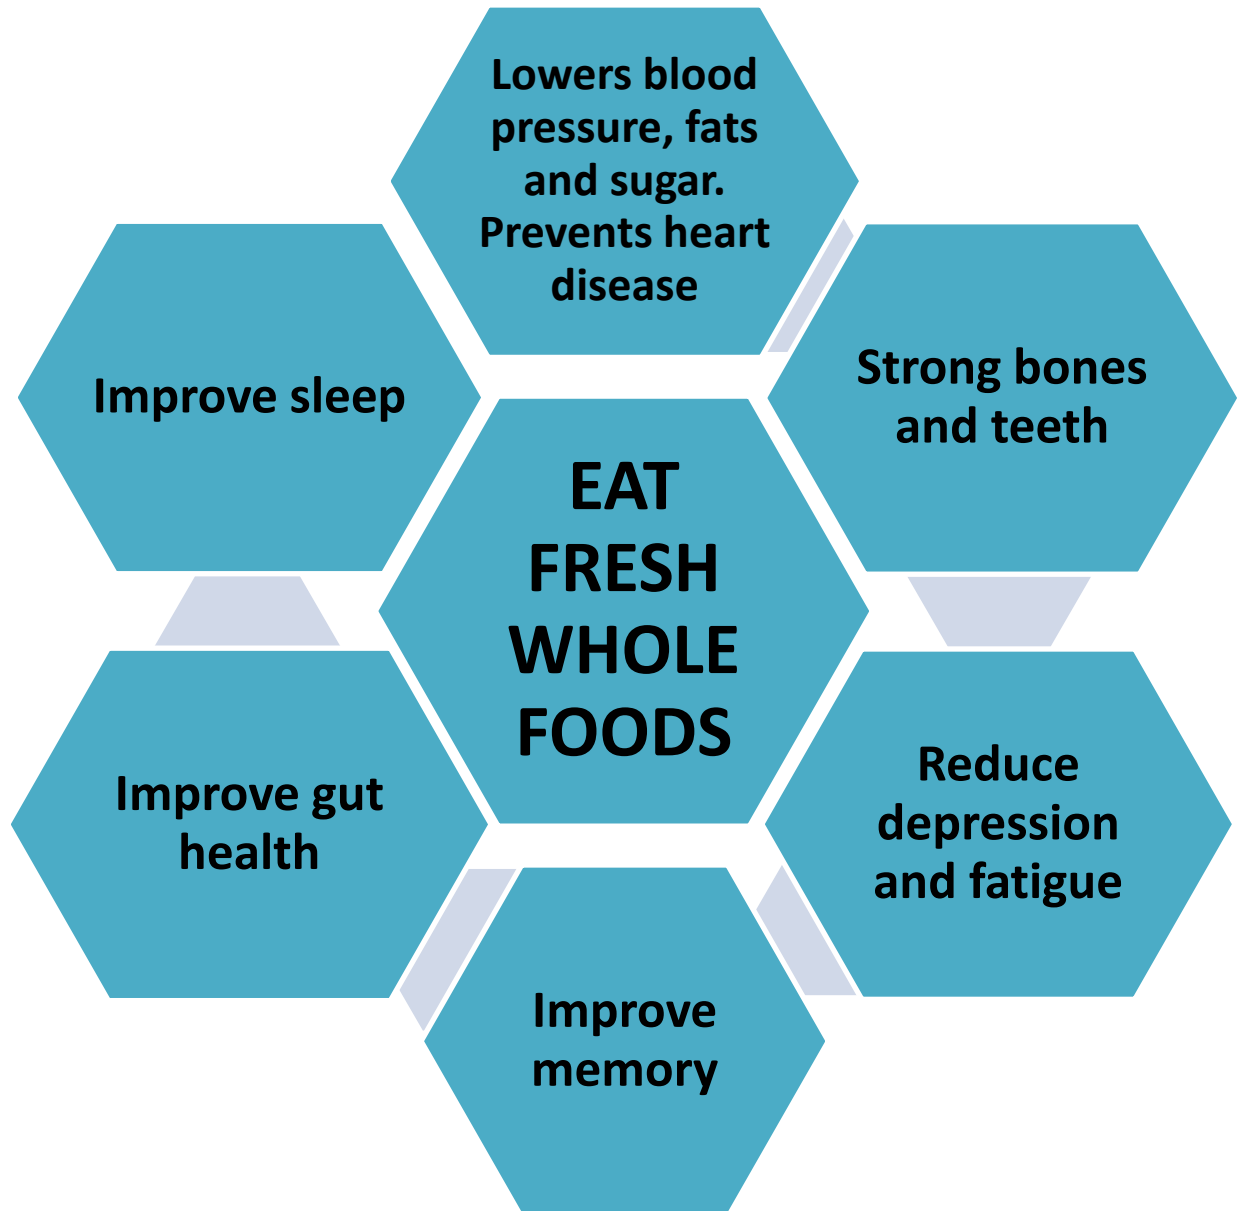 Lowers blood
pressure, fats
and sugar.
Prevents heart
disease
Strong bones
and teeth
Reduce
depression
and fatigue
Improve
memory
Improve gut
health
Improve sleep
EAT
FRESH
WHOLE
FOODS